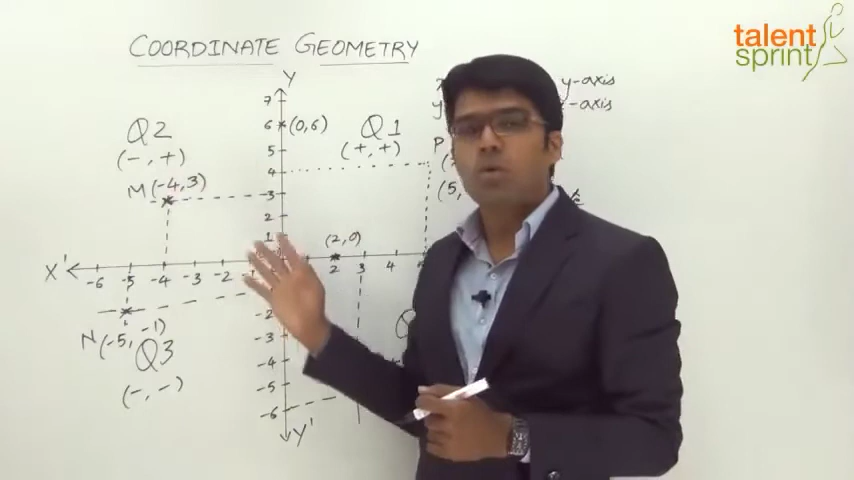 talent
sprint
COORDINATE GEOMETRY
Y
7
y-axis
Q2
6
(0,6)
Q1
-axis
(-,+)
5
(+,+)
P
M(-4,3)
4
(5,
3
2
1
(2,0)
X'
-6 -5 -4 -3 -2
2 3 4
-2
N(-5,-1)
-3
Q3
-4
(-,-)
-5
-6
Y'